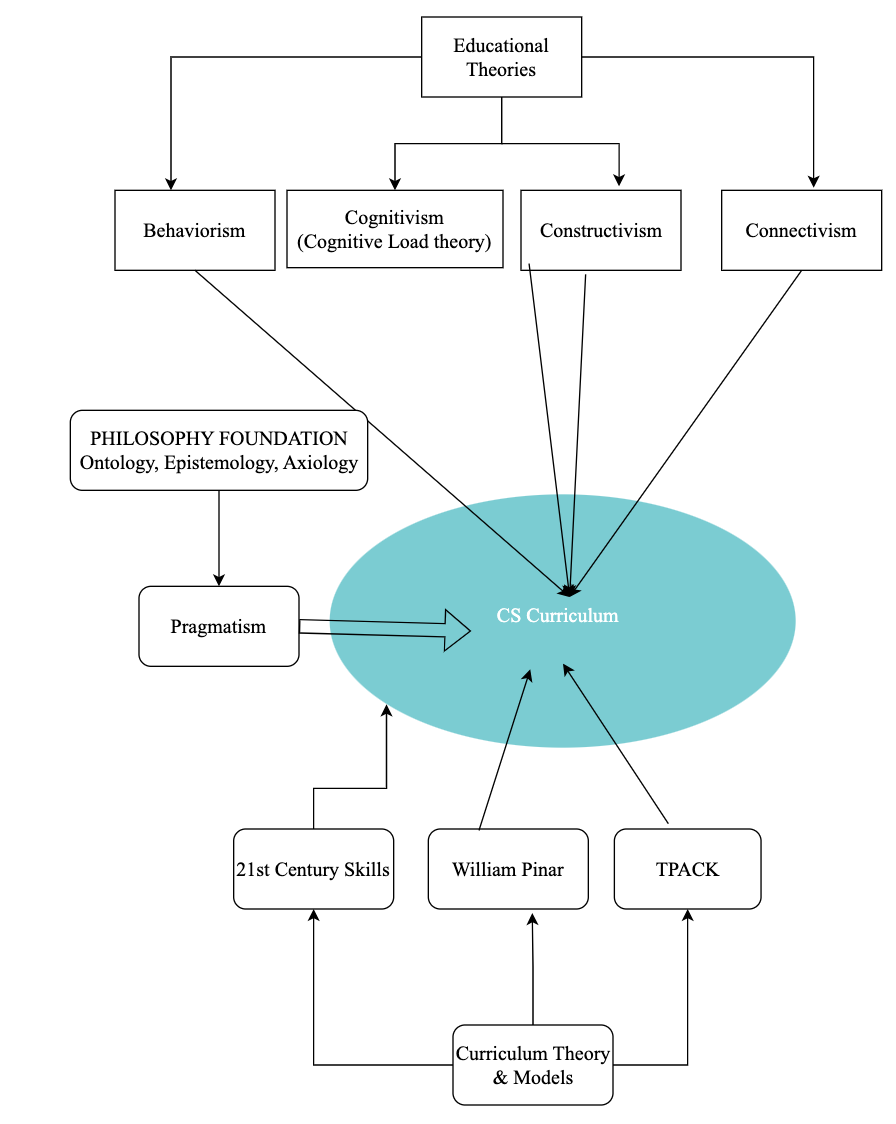 Educational
Theories
Behaviorism
Cognitivism
(Cognitive Load theory)
Constructivism
Connectivism
PHILOSOPHY FOUNDATION
Ontology, Epistemology, Axiology
Pragmatism
CS Curriculum
21st Century Skills
William Pinar
TPACK
Curriculum Theory
& Models